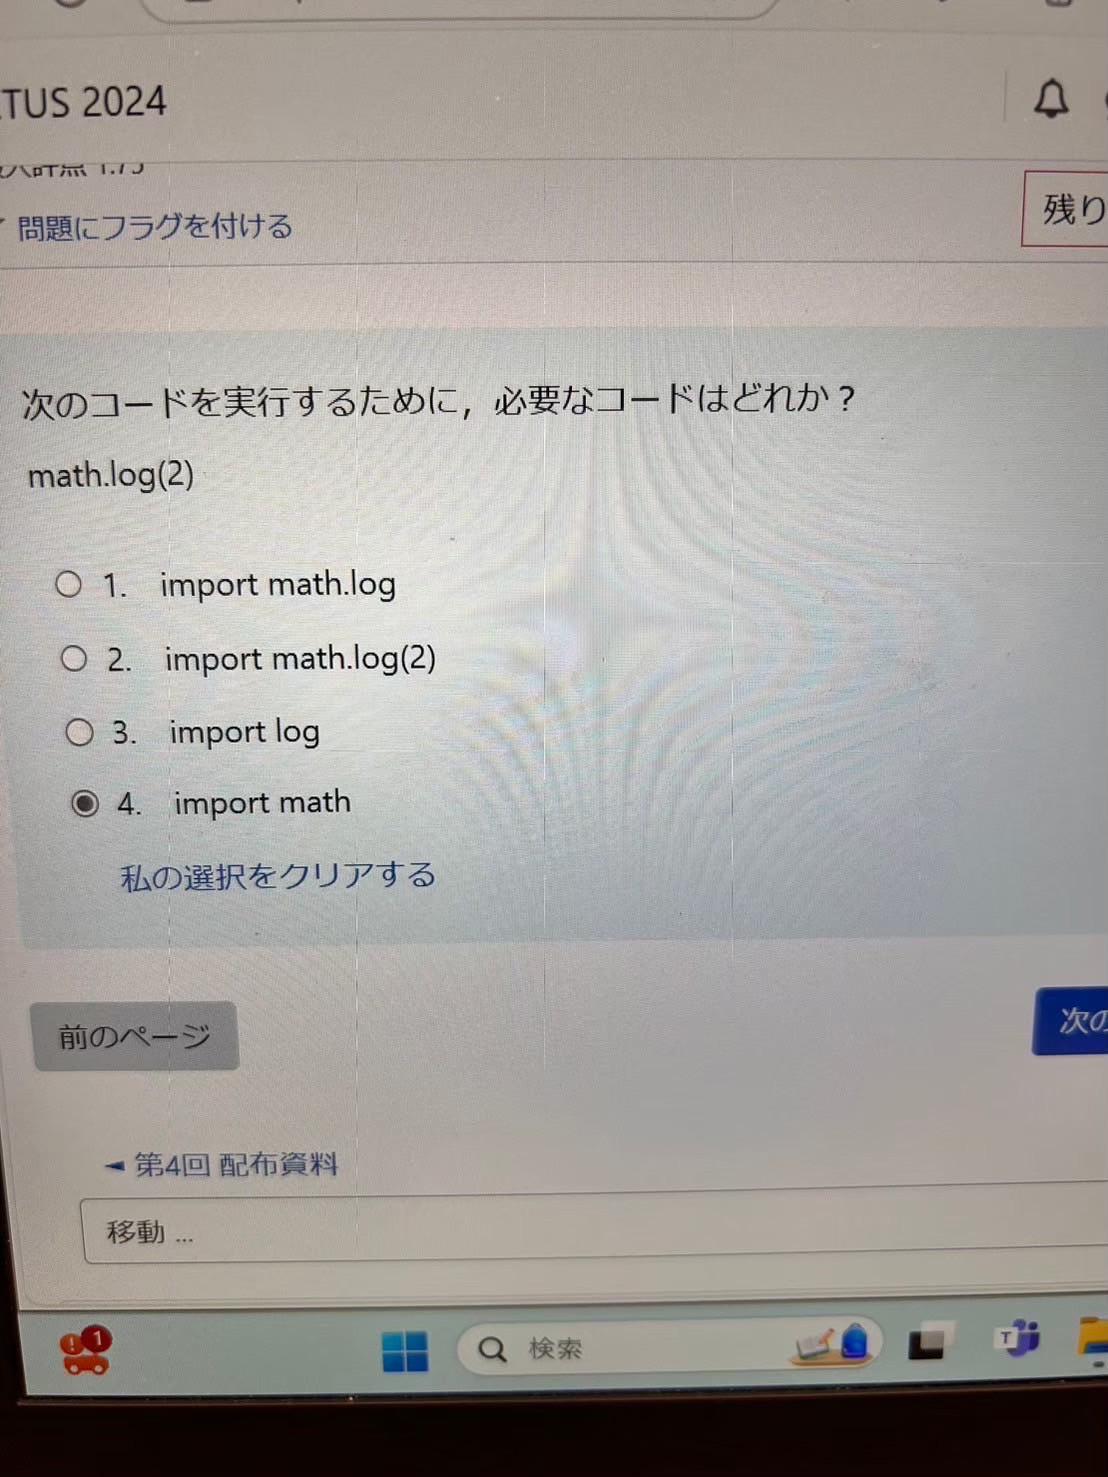 TUS 2024
問題にフラグを付ける
残り
次のコードを実行するために，必要なコードはどれか？
math.log(2)
1. import math.log
2. import math.log(2)
3. import log
4. import math
私の選択をクリアする
前のページ
次の
◄ 第4回 配布資料
移動 ...
1
検索
T